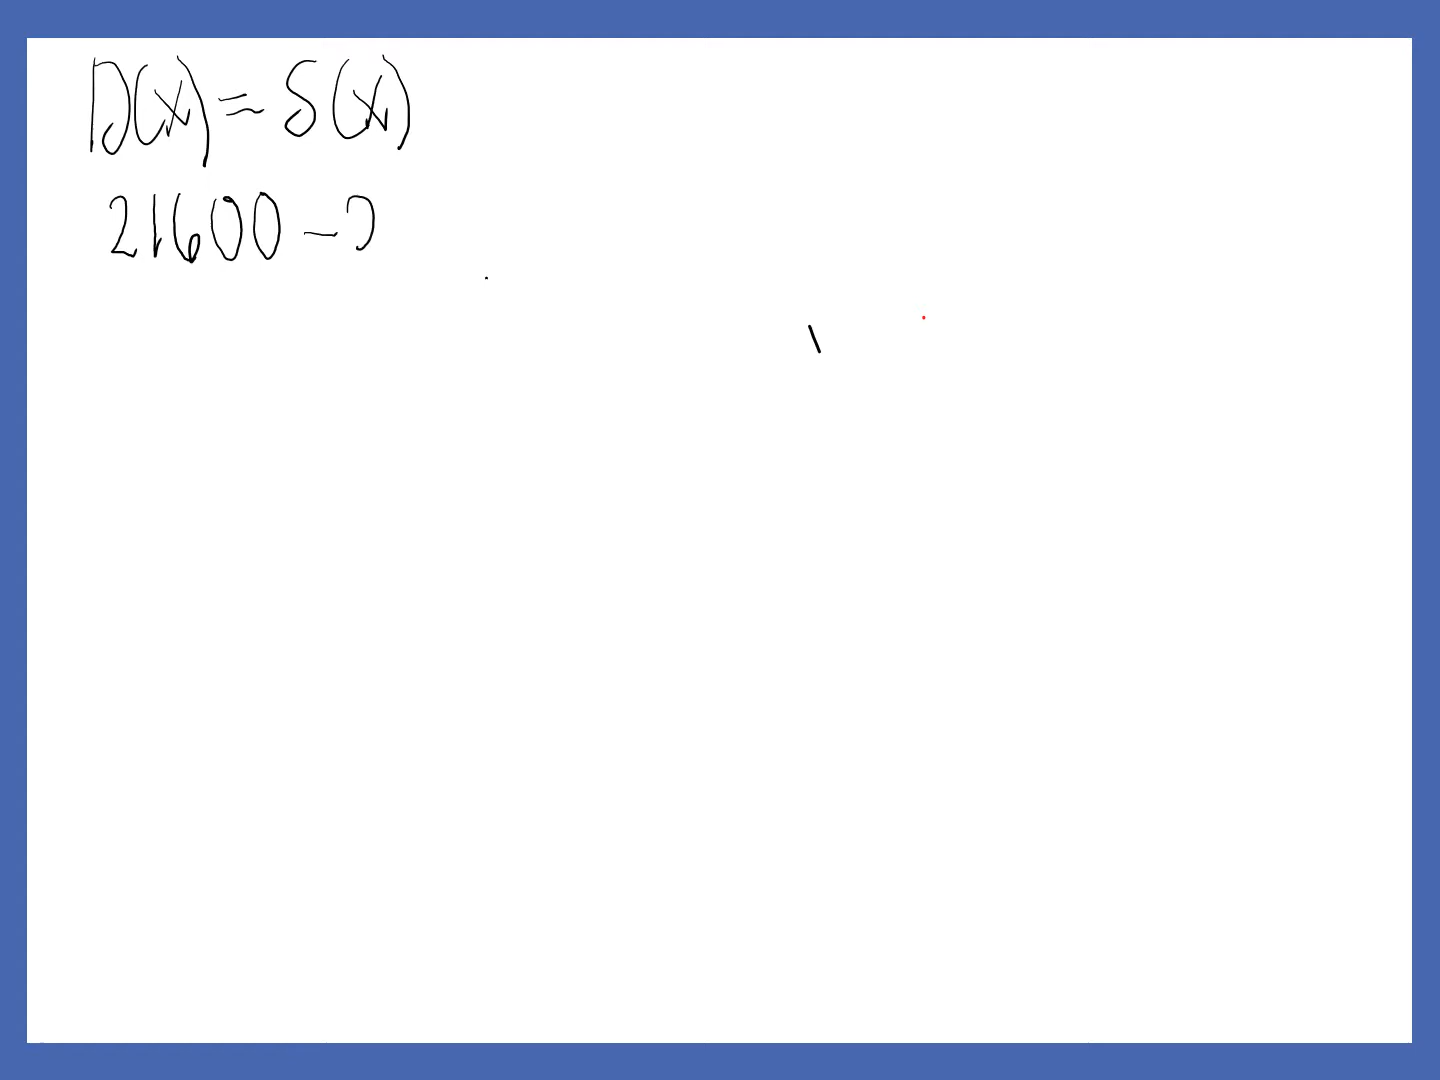 D(x) = S(x)
21600 -